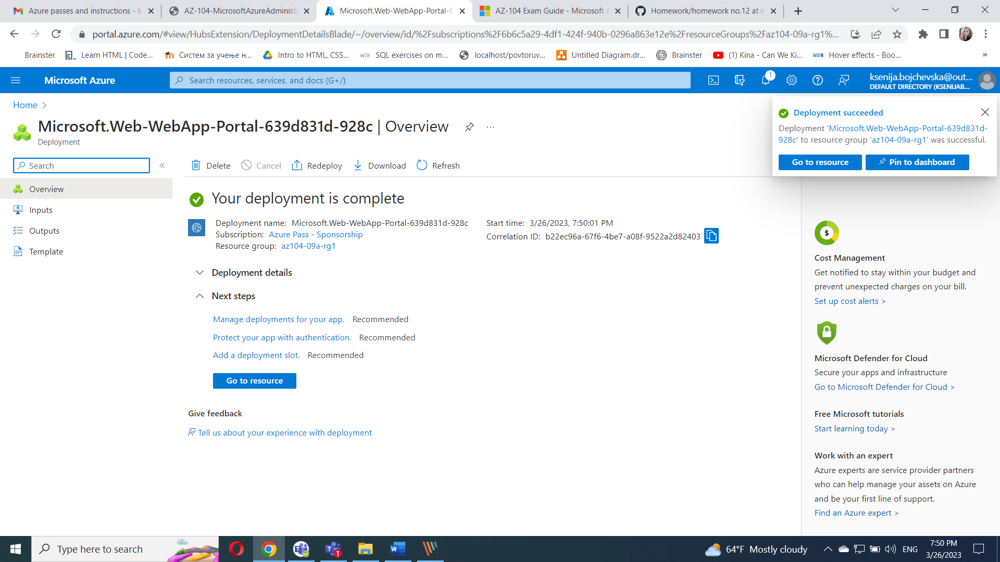 Azure passes and instructions - ks
AZ-104-MicrosoftAzureAdministr
Microsoft.Web-WebApp-Portal-6
AZ-104 Exam Guide - Microsoft A
Homework/homework no.12 at m
portal.azure.com/#view/HubsExtension/DeploymentDetailsBlade/~/overview/id/%2Fsubscriptions%2F6b6c5a29-4df1-424f-940b-0296a863e12e%2FresourceGroups%2Faz104-09a-rg1%...
Brainster
Learn HTML | Code...
Систем за учење н...
Intro to HTML, CSS...
SQL exercises on m...
localhost/povtoruv...
Untitled Diagram.dr...
Brainster
(1) Kina - Can We Ki...
Hover effects - Boo...
»
Microsoft Azure
Search resources, services, and docs (G+/)
1
ksenija.bojchevska@out...
DEFAULT DIRECTORY (KSENIJAB...
Home
Microsoft.Web-WebApp-Portal-639d831d-928c | Overview
...
Deployment
Deployment succeeded
Deployment 'Microsoft.Web-WebApp-Portal-639d831d-
928c' to resource group 'az104-09a-rg1' was successful.
Go to resource
Pin to dashboard
Search
«
Delete
Cancel
Redeploy
Download
Refresh
Overview
Inputs
Outputs
Template
Your deployment is complete
Deployment name: Microsoft.Web-WebApp-Portal-639d831d-928c
Subscription: Azure Pass - Sponsorship
Resource group: az104-09a-rg1
Start time: 3/26/2023, 7:50:01 PM
Correlation ID: b22ec96a-67f6-4be7-a08f-9522a2d82403
Deployment details
Next steps
Manage deployments for your app. Recommended
Protect your app with authentication. Recommended
Add a deployment slot. Recommended
Go to resource
Give feedback
Tell us about your experience with deployment
$
Cost Management
Get notified to stay within your budget and
prevent unexpected charges on your bill.
Set up cost alerts >
Microsoft Defender for Cloud
Secure your apps and infrastructure
Go to Microsoft Defender for Cloud >
Free Microsoft tutorials
Start learning today >
Work with an expert
Azure experts are service provider partners
who can help manage your assets on Azure
and be your first line of support.
Find an Azure expert >
Type here to search
1
64°F Mostly cloudy
ENG
7:50 PM
3/26/2023